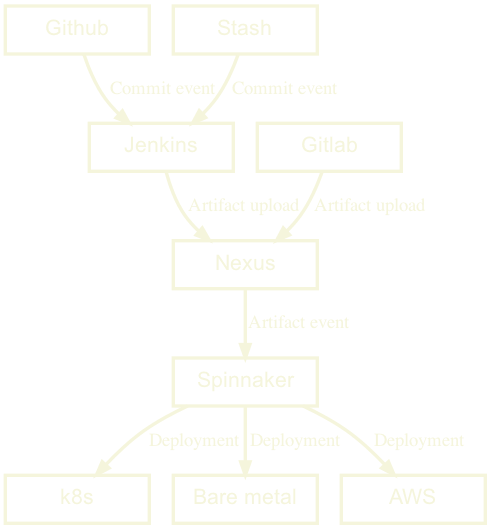 Github
Stash
Commit event
Commit event
Jenkins
Gitlab
Artifact upload
Artifact upload
Nexus
Artifact event
Spinnaker
Deployment
Deployment
Deployment
k8s
Bare metal
AWS